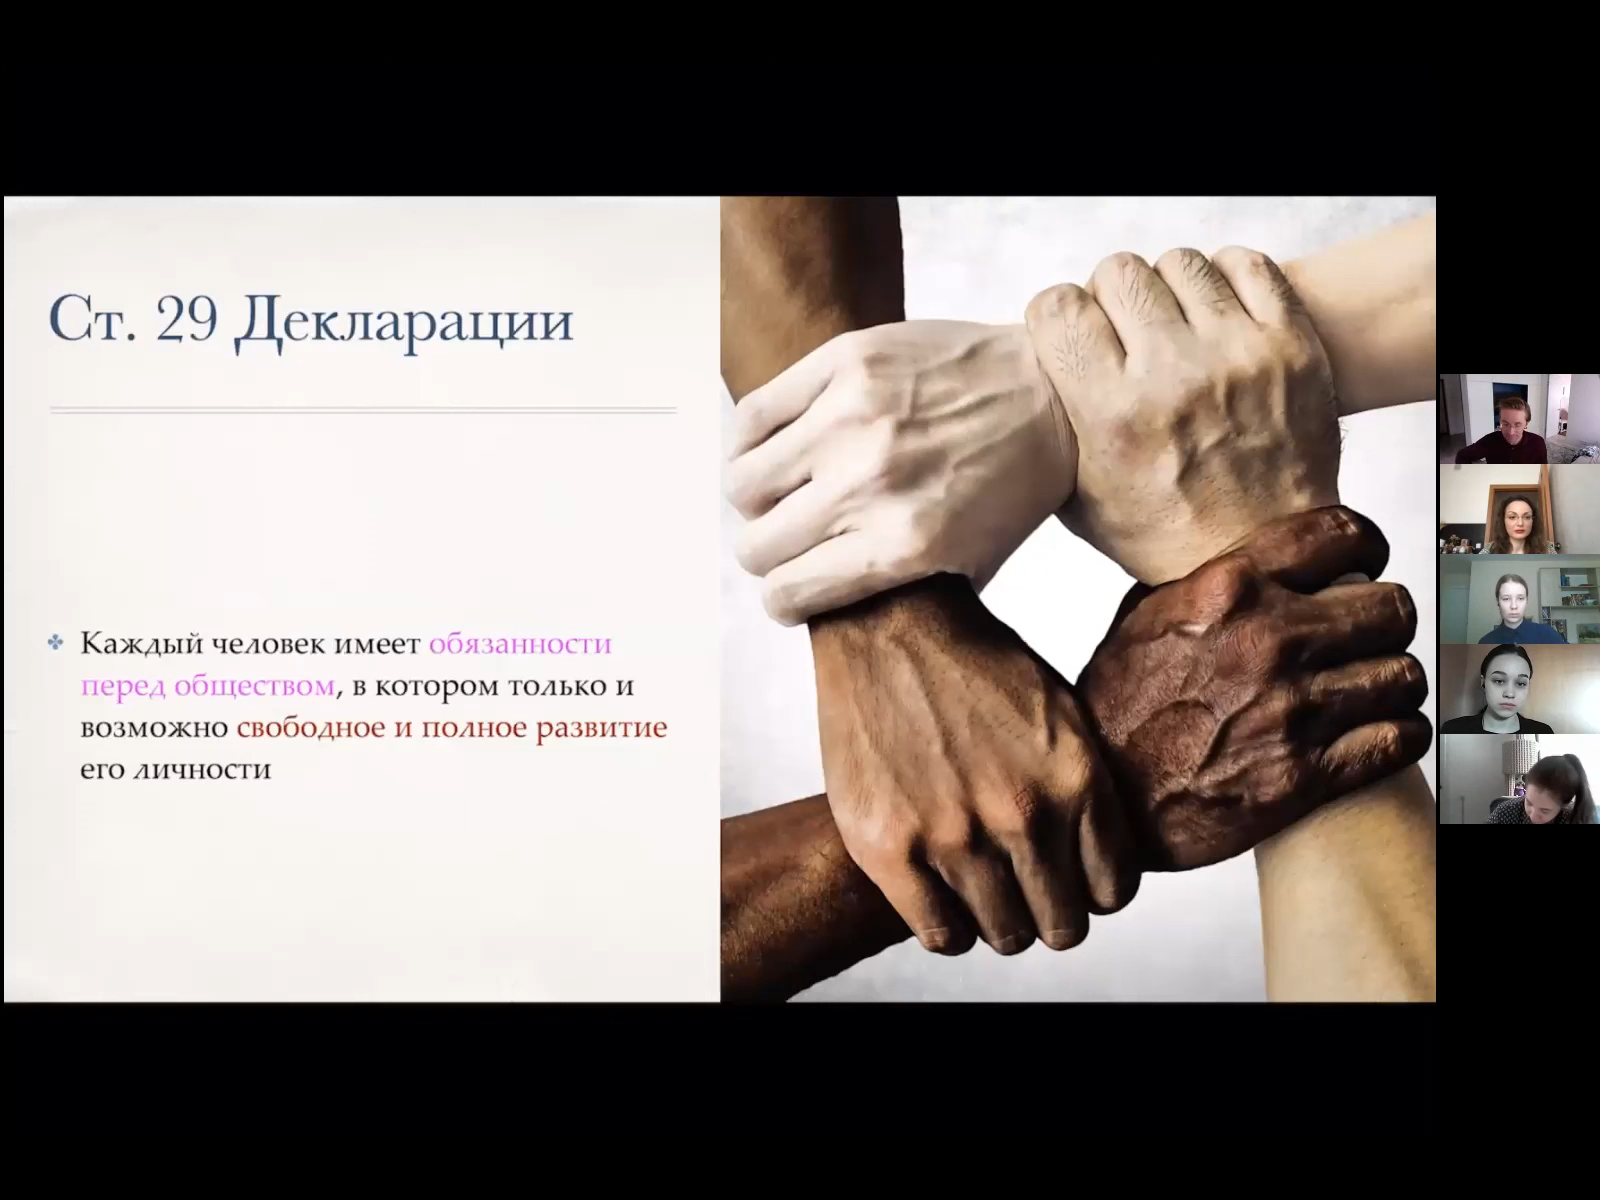 Ст. 29 Декларации
Каждый человек имеет обязанности
перед обществом, в котором только и
возможно свободное и полное развитие
его личности